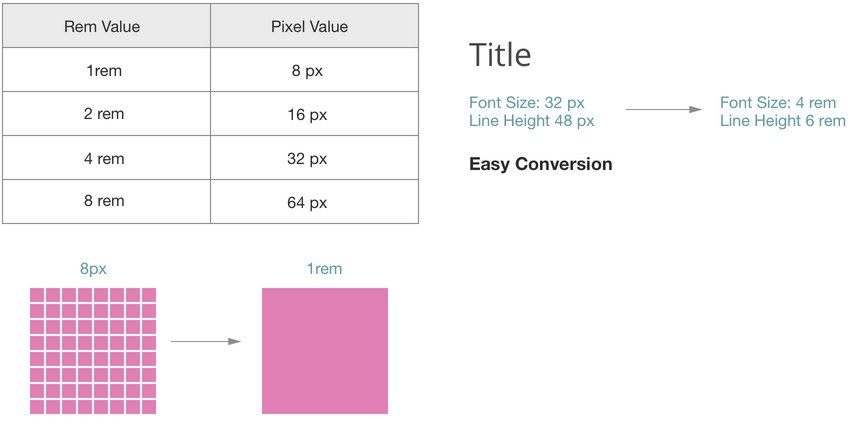 Rem Value Pixel Value
1rem 8 px
2 rem 16 px
4 rem 32 px
8 rem 64 px
Title
Font Size: 32 px
Line Height 48 px
Font Size: 4 rem
Line Height 6 rem
Easy Conversion
8px
1rem